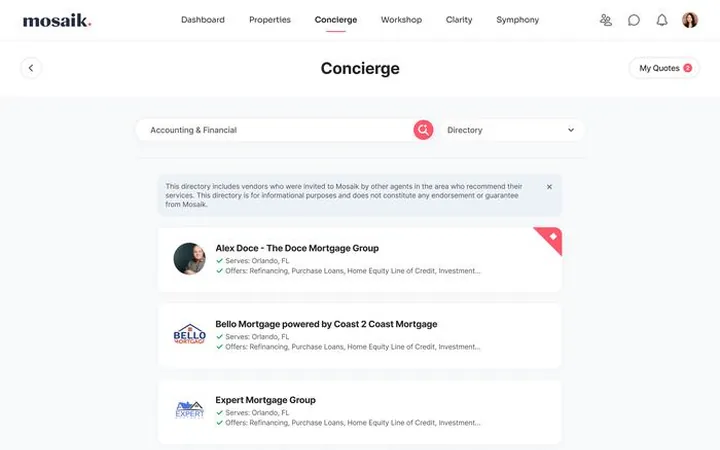 mosaik.
Dashboard Properties Concierge Workshop Clarity Symphony
Concierge
My Quotes 2
Accounting & Financial
Directory
This directory includes vendors who were invited to Mosaik by other agents in the area who recommend their
services. This directory is for informational purposes and does not constitute any endorsement or guarantee
from Mosaik.
Alex Doce - The Doce Mortgage Group
Serves: Orlando, FL
Offers: Refinancing, Purchase Loans, Home Equity Line of Credit, Investment...
BELLO
MORTGAGE
Bello Mortgage powered by Coast 2 Coast Mortgage
Serves: Orlando, FL
Offers: Refinancing, Purchase Loans, Home Equity Line of Credit, Investment...
EXPERT
Expert Mortgage Group
Serves: Orlando, FL
Offers: Refinancing, Purchase Loans, Home Equity Line of Credit, Investment...